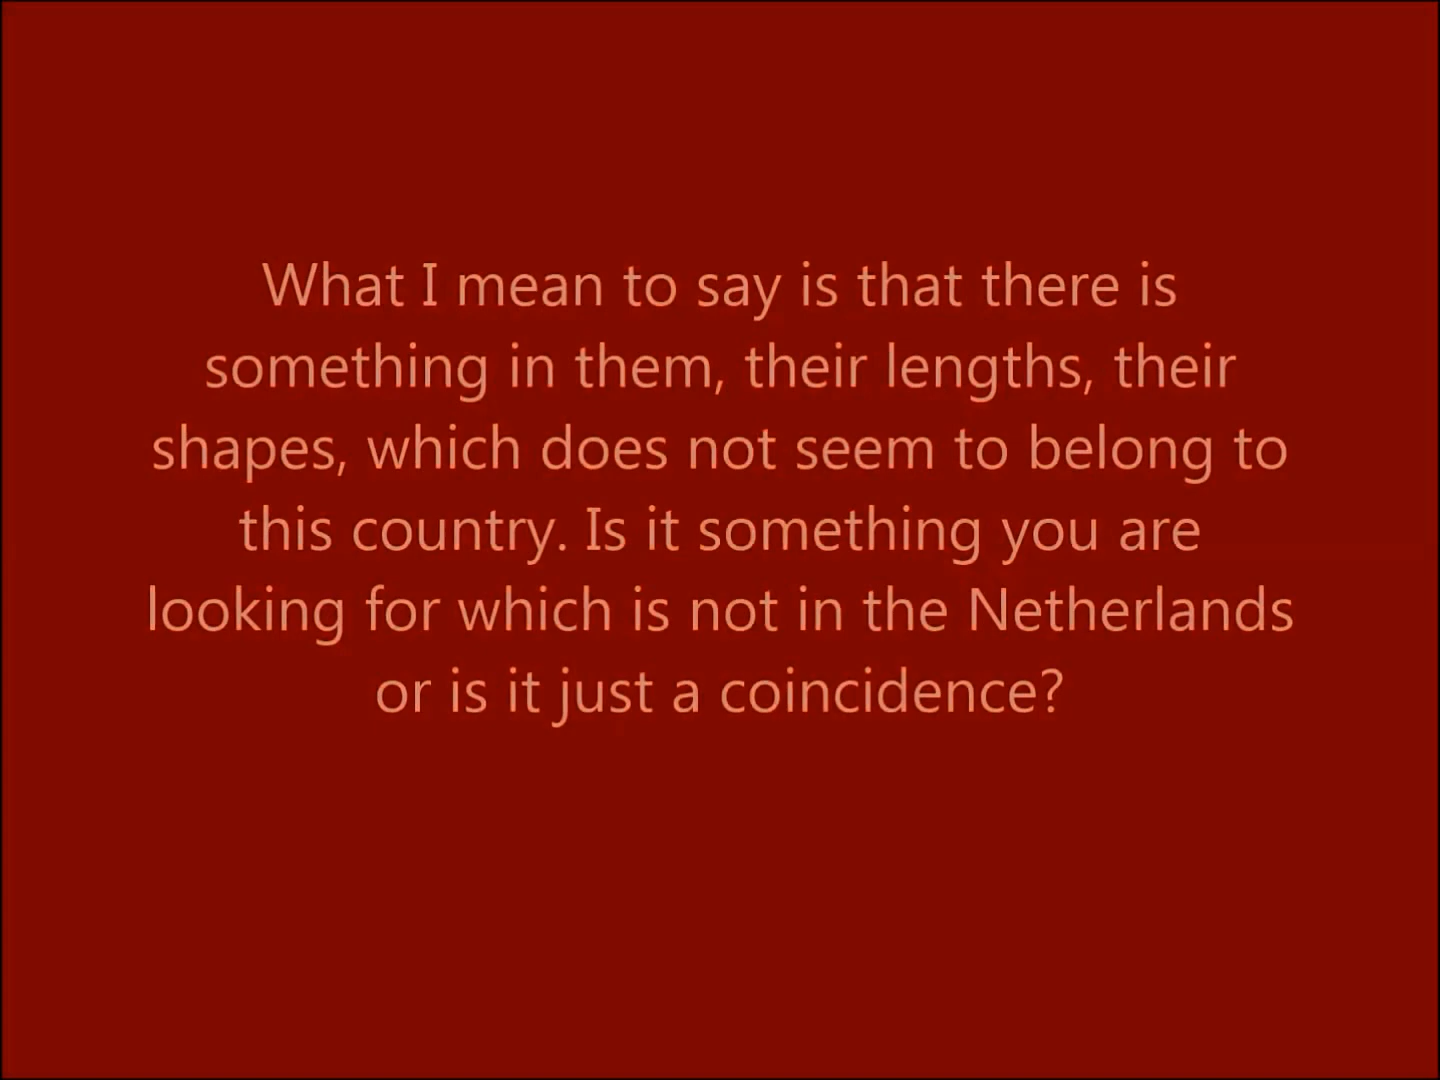 What I mean to say is that there is
something in them, their lengths, their
shapes, which does not seem to belong to
this country. Is it something you are
looking for which is not in the Netherlands
or is it just a coincidence?